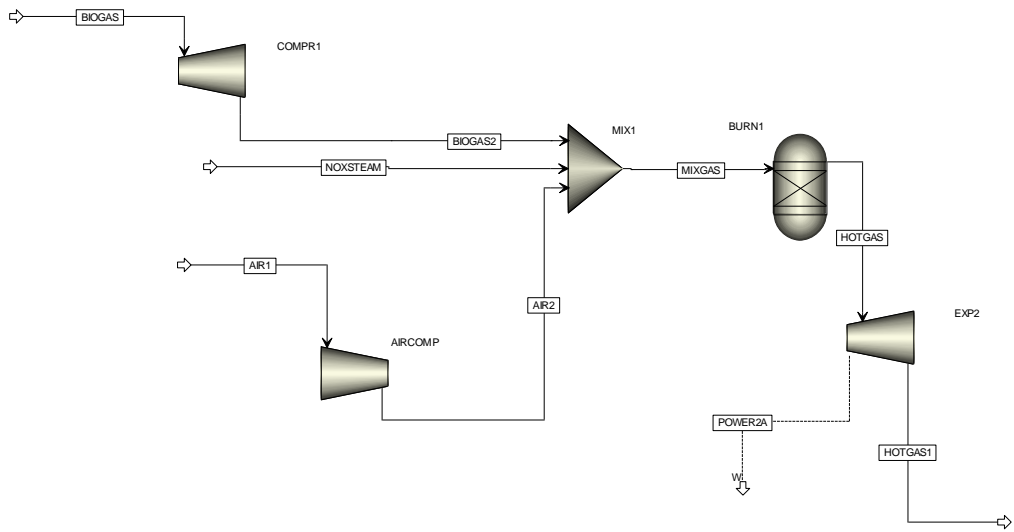 BIOGAS
COMPR1
MIX1
BURN1
BIOGAS2
NOXSTEAM
MIXGAS
HOTGAS
AIR1
AIR2
EXP2
AIRCOMP
POWER2A
HOTGAS1
W